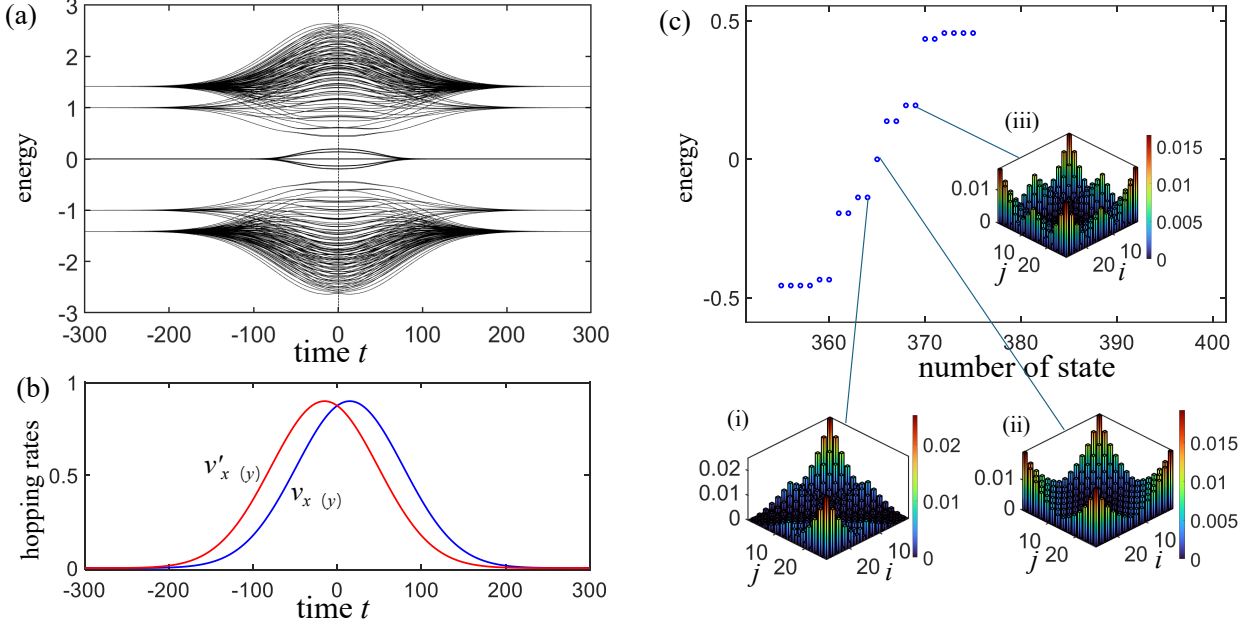 (a)
3
2
1
0
-1
-2
-3
energy
-300 -200 -100 0 100 200 300
time t
(b)
1
0.5
0
hopping rates
v′x (y)
vx (y)
-300 -200 -100 0 100 200 300
time t
(c)
0.5
0
-0.5
energy
360 370 380 390 400
number of state
(iii)
0.01
0
10
20
j
10
20
i
0.015
0.01
0.005
0
(i)
0.02
0.01
0
10
20
j
10
20
i
0.02
0.01
0
(ii)
0.01
0
10
20
j
10
20
i
0.015
0.01
0.005
0